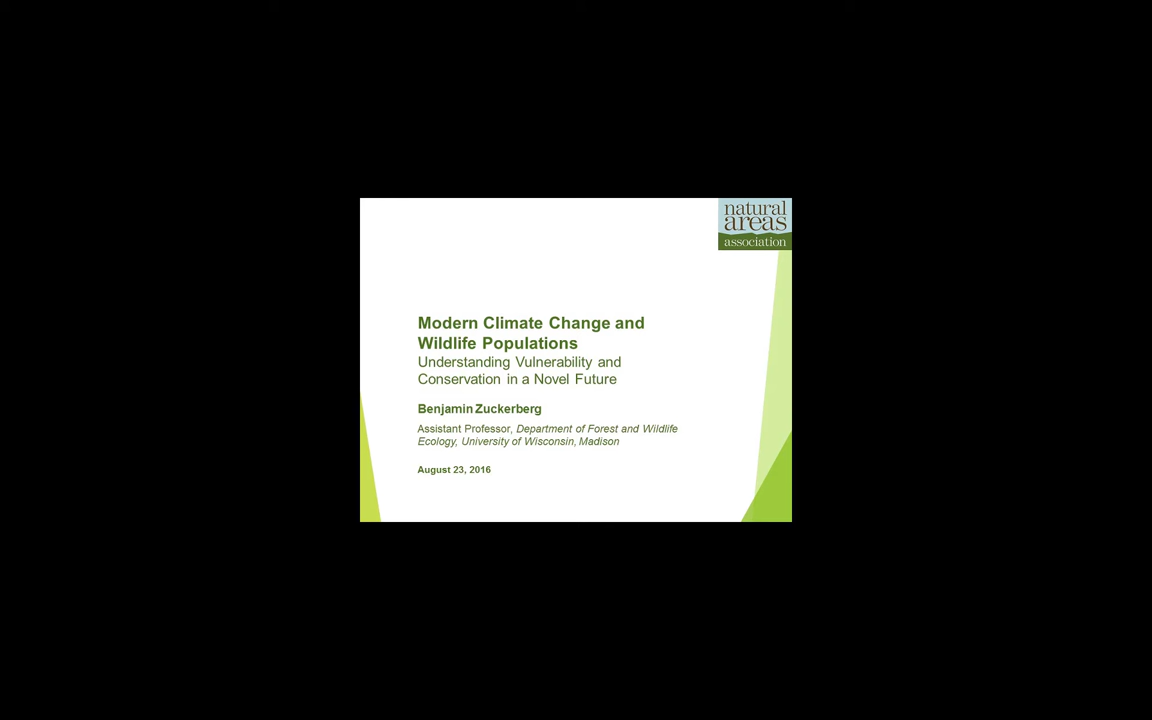 natural
areas
association
Modern Climate Change and
Wildlife Populations
Understanding Vulnerability and
Conservation in a Novel Future
Benjamin Zuckerberg
Assistant Professor, Department of Forest and Wildlife
Ecology, University of Wisconsin, Madison
August 23, 2016